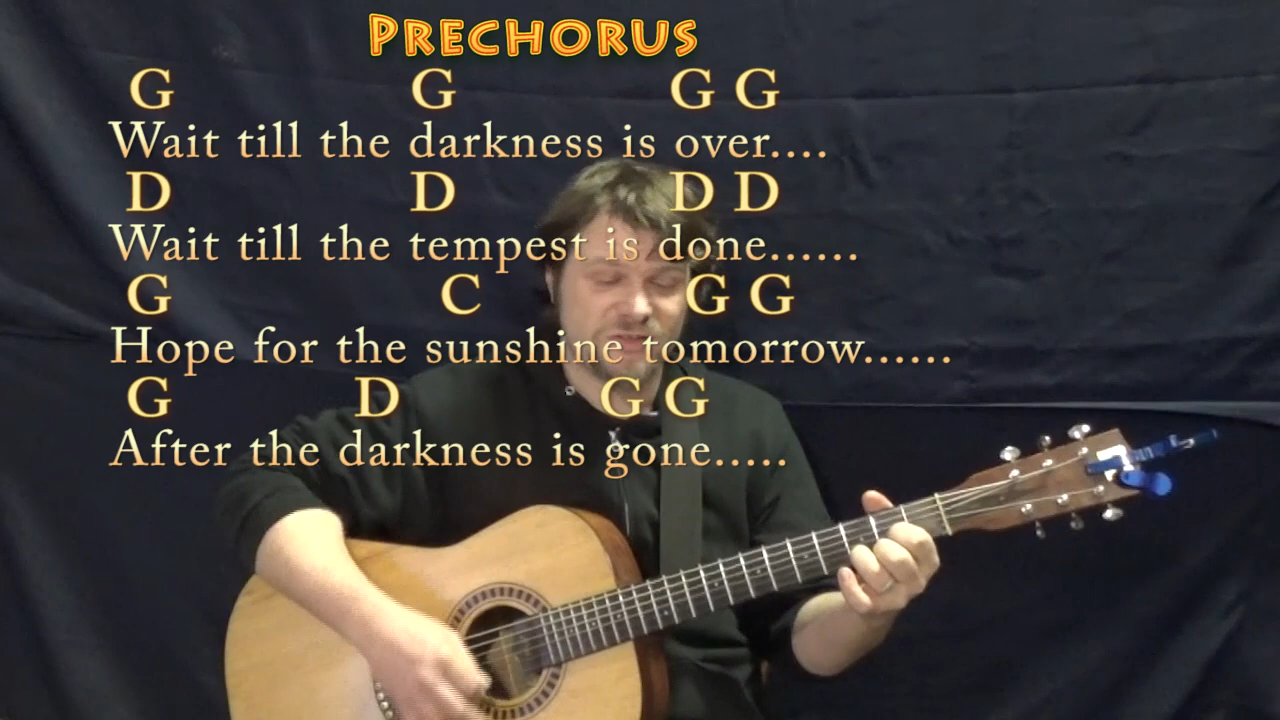 PRECHORUS
G G G G
Wait till the darkness is over....
D D D D
Wait till the tempest is done......
G C G G
Hope for the sunshine tomorrow......
G D G G
After the darkness is gone.....